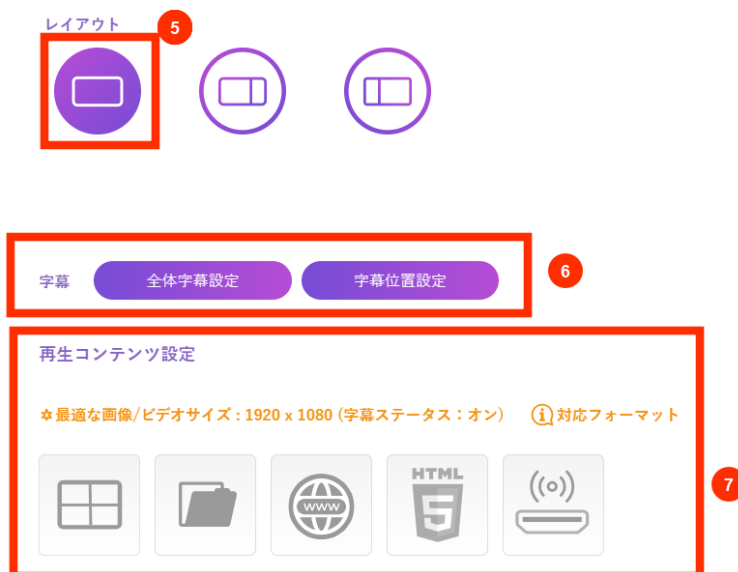 レイアウト
5
字幕 全体字幕設定 字幕位置設定
6
再生コンテンツ設定
✡最適な画像/ビデオサイズ : 1920 x 1080 (字幕ステータス：オン) i 対応フォーマット
WWW
HTML
5
7